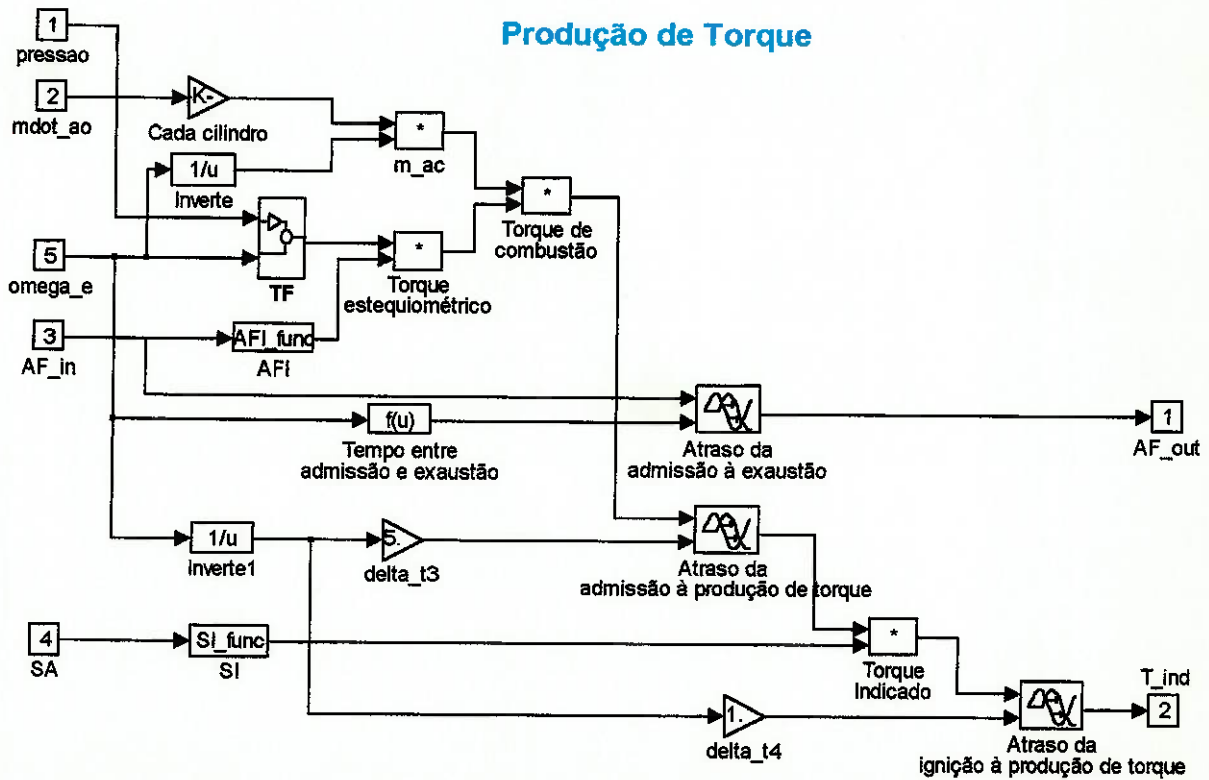 Produção de Torque
1
pressao
2
mdot_ao
K-
Cada cilindro
*
m_ac
1/u
Inverte
*
Torque de
combustão
5
omega_e
TF
*
Torque
estequiométrico
3
AF_in
AFI_func
AFI
f(u)
Tempo entre
admissão e exaustão
Atraso da
admissão à exaustão
1
AF_out
1/u
Inverte1
5.
delta_t3
Atraso da
admissão à produção de torque
4
SA
SI_func
SI
*
Torque
Indicado
1.
delta_t4
Atraso da
ignição à produção de torque
T_ind
2